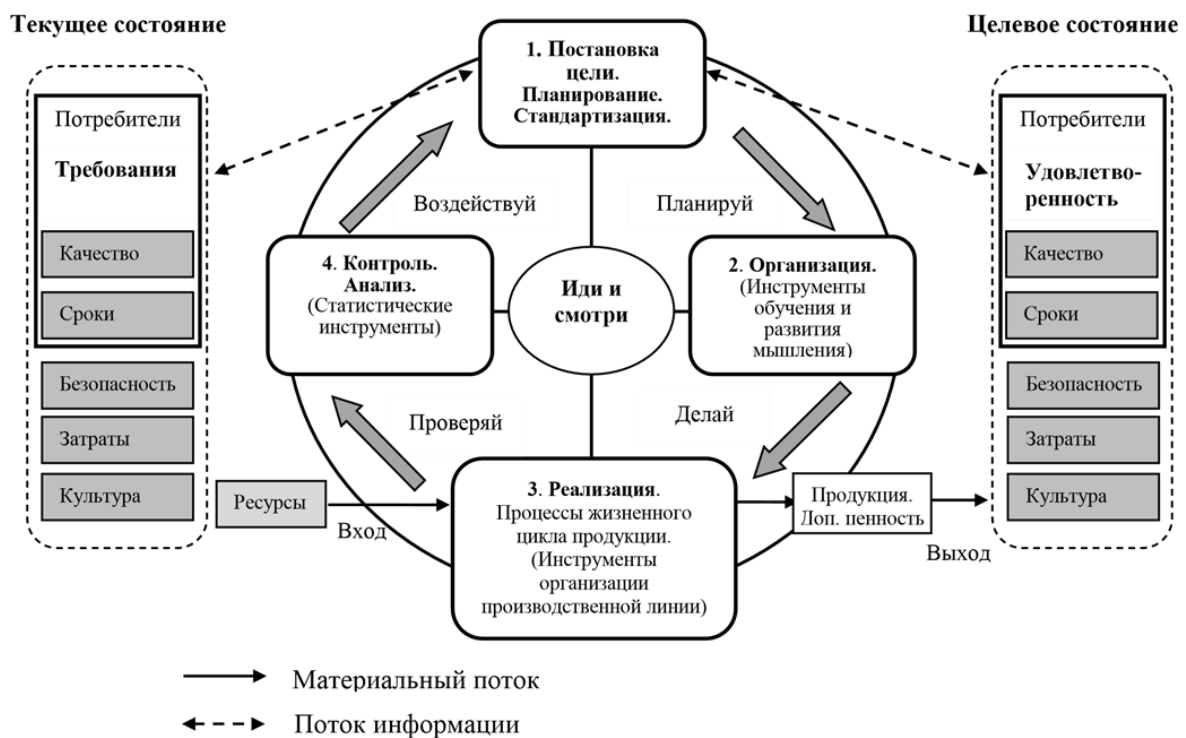 Текущее состояние
Потребители
Требования
Качество
Сроки
Безопасность
Затраты
Культура
1. Постановка
цели.
Планирование.
Стандартизация.
Воздействуй
Планируй
4. Контроль.
Анализ.
(Статистические
инструменты)
Иди и
смотри
2. Организация.
(Инструменты
обучения и
развития
мышления)
Проверяй
Делай
Ресурсы
Вход
3. Реализация.
Процессы жизненного
цикла продукции.
(Инструменты
организации
производственной линии)
Продукция.
Доп. ценность
Выход
Целевое состояние
Потребители
Удовлетво-
ренность
Качество
Сроки
Безопасность
Затраты
Культура
Материальный поток
Поток информации